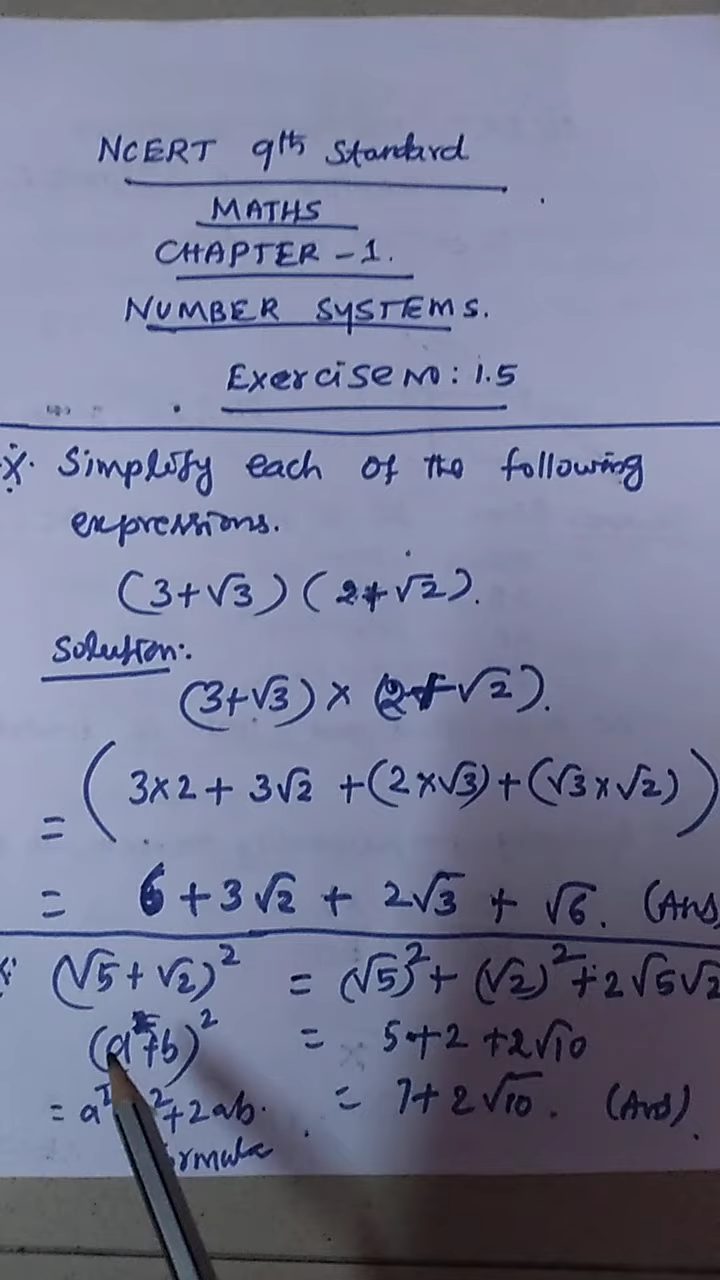 NCERT 9th Standard
MATHS
CHAPTER - 1.
NUMBER SYSTEMS.
Exercise No: 1.5
Simplify each of the following
expressions.
(3+√3)(2+√2).
Solution:.
(3+√3) × (2+√2).
= (3×2 + 3√2 + (2×√3) + (√3×√2))
= 6 + 3√2 + 2√3 + √6. (Ans
(√5 + √2)² = (√5)² + (√2)² + 2√5√2
(a+b)² = 5+2 +2√10
= a² ² + 2ab. = 7 + 2√10. (Ans).